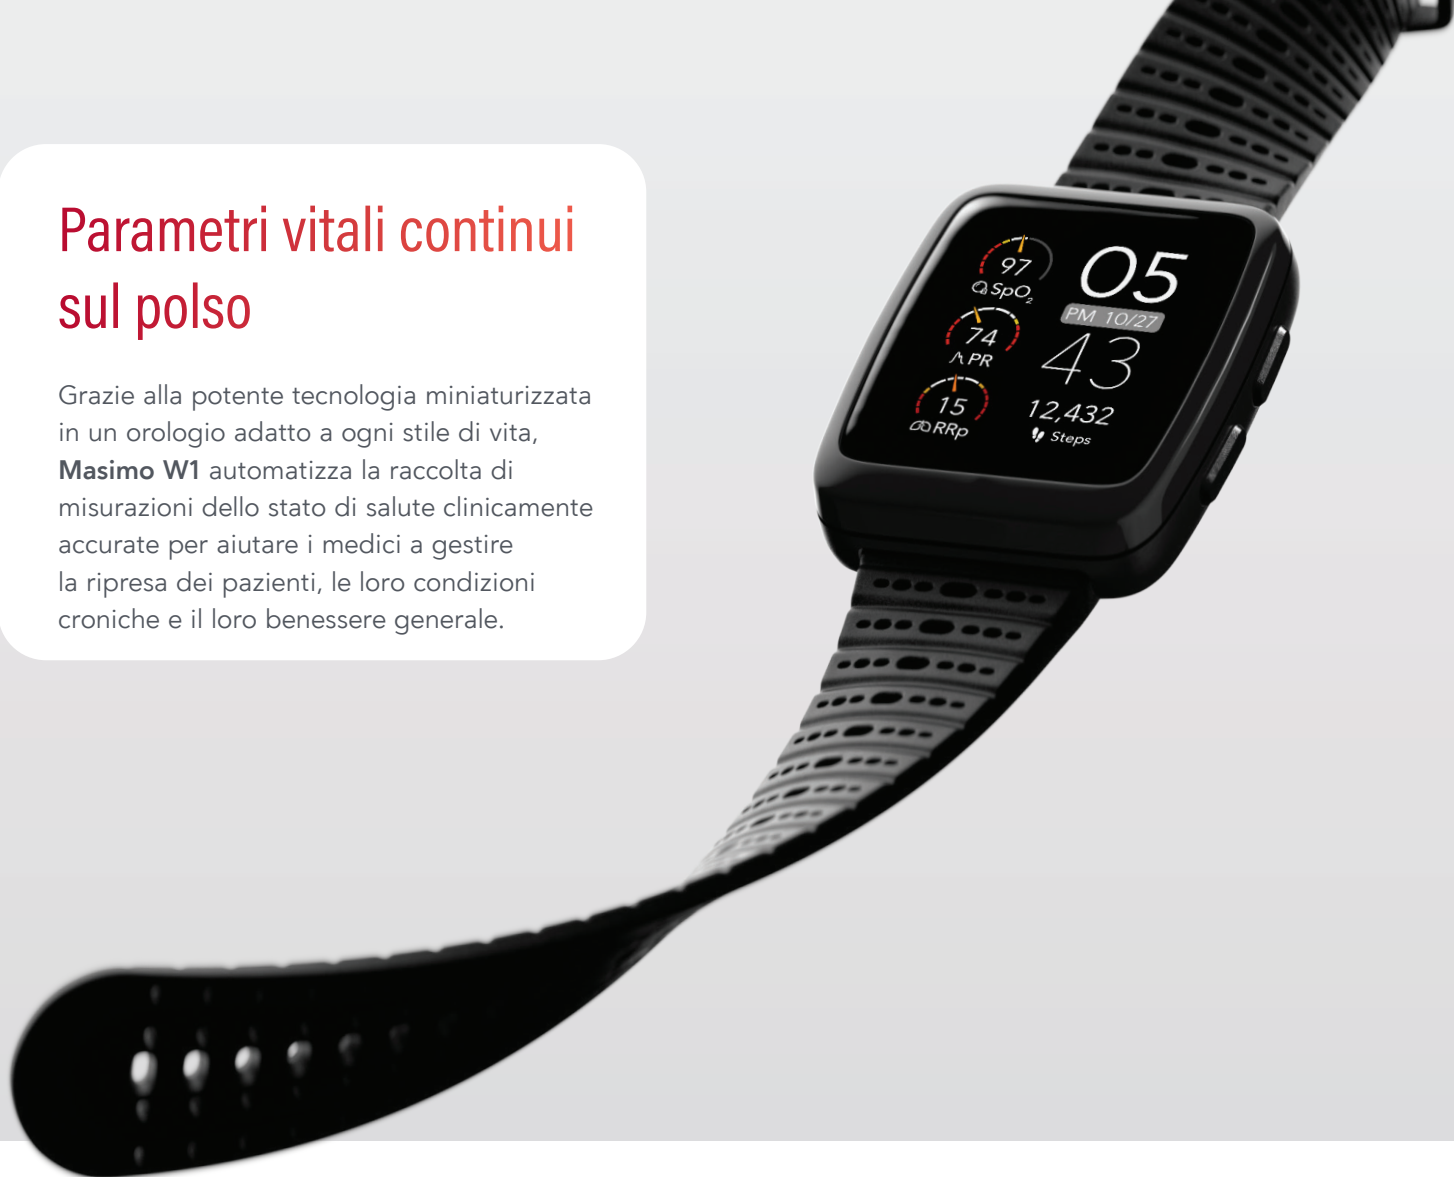 Parametri vitali continui
sul polso
Grazie alla potente tecnologia miniaturizzata
in un orologio adatto a ogni stile di vita,
Masimo W1 automatizza la raccolta di
misurazioni dello stato di salute clinicamente
accurate per aiutare i medici a gestire
la ripresa dei pazienti, le loro condizioni
croniche e il loro benessere generale.
97
SpO2
74
PR
15
RRp
05
PM 10/27
43
12,432
Steps